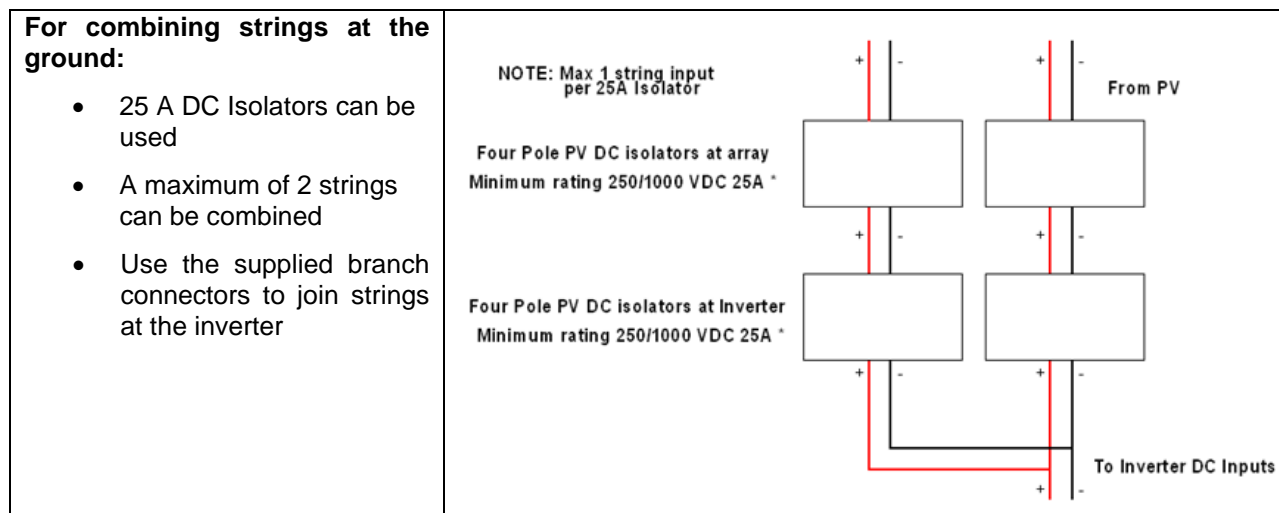 For combining strings at the
ground:
• 25 A DC Isolators can be
used
• A maximum of 2 strings
can be combined
• Use the supplied branch
connectors to join strings
at the inverter
NOTE: Max 1 string input
per 25A Isolator
+ - + -
From PV
Four Pole PV DC isolators at array
Minimum rating 250/1000 VDC 25A *
+ - + -
Four Pole PV DC isolators at Inverter
Minimum rating 250/1000 VDC 25A *
+ - + -
To Inverter DC Inputs
+ -